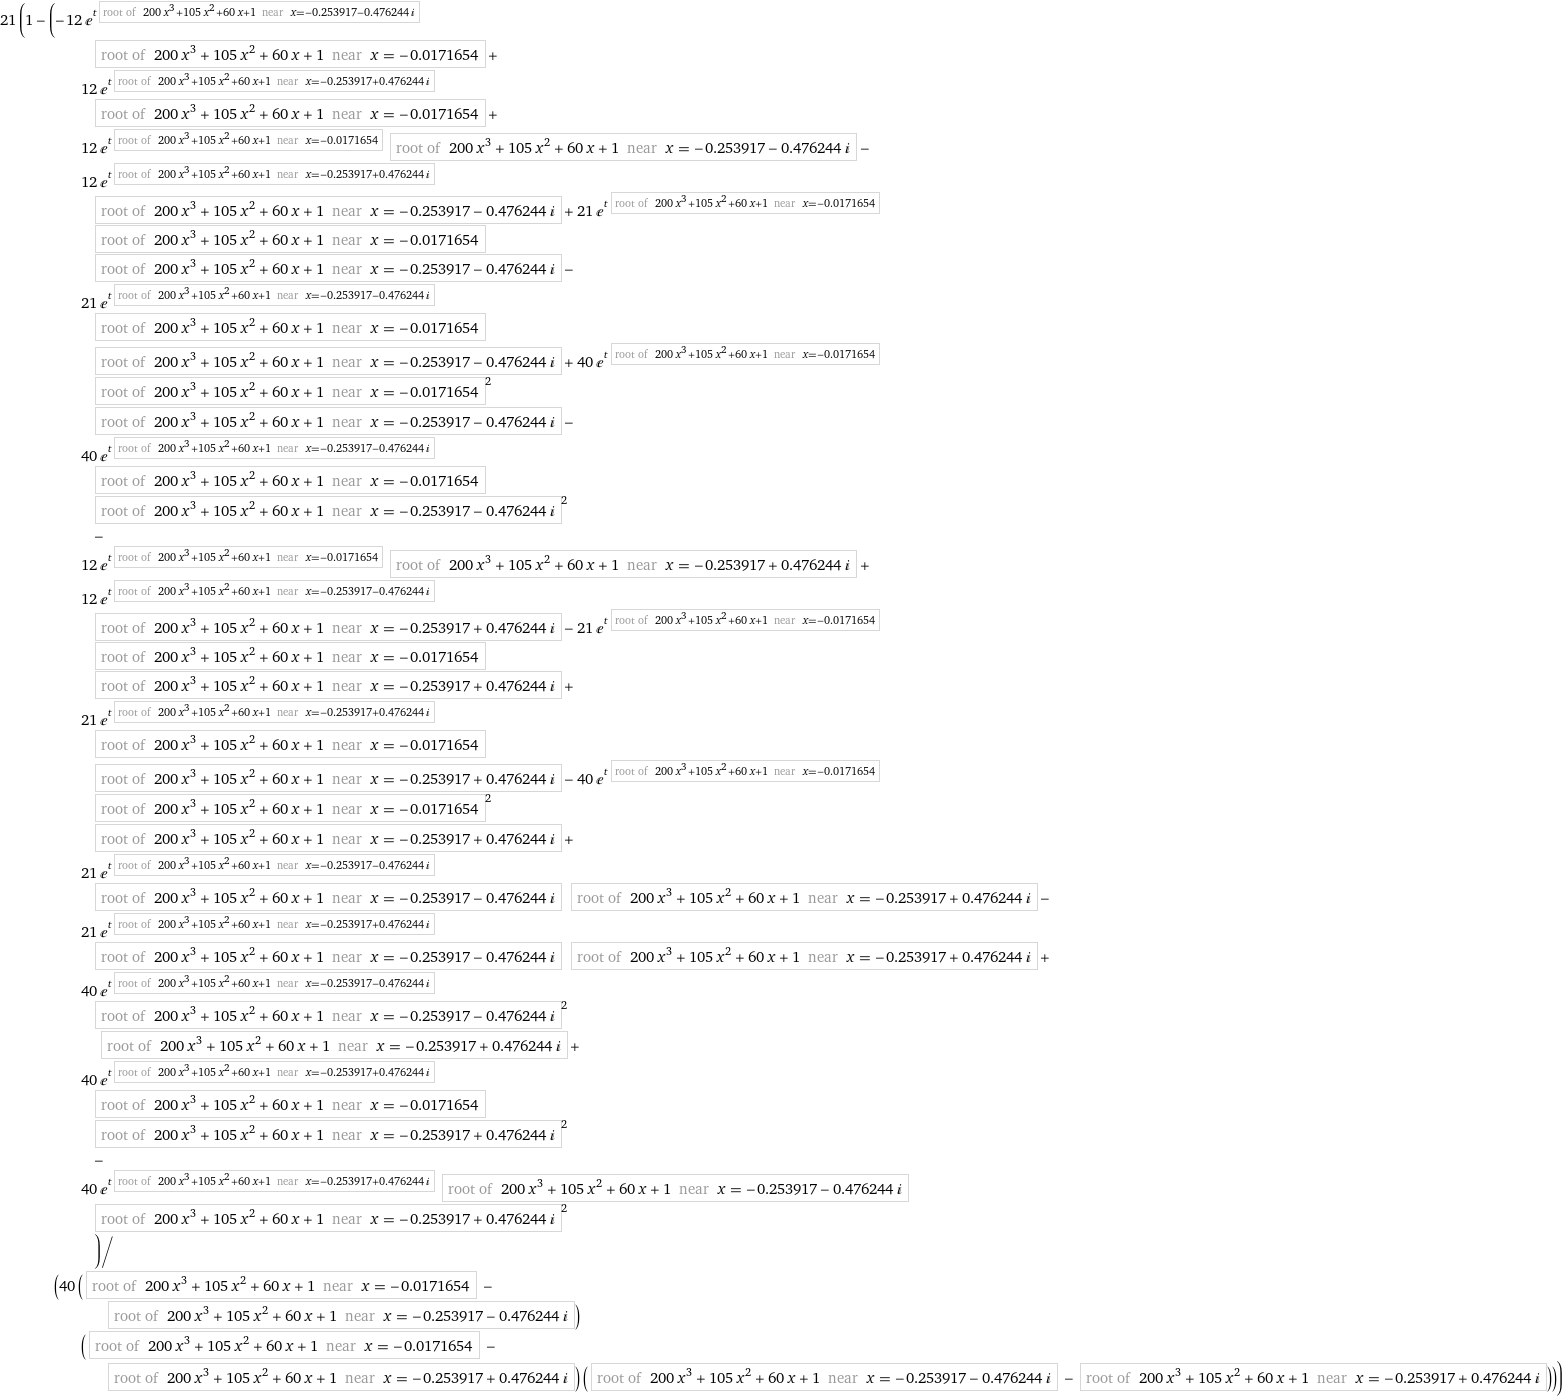 21 (1 − (−12 e^t root of 200 x^3+105 x^2+60 x+1 near x=−0.253917−0.476244 i
root of 200 x^3 + 105 x^2 + 60 x + 1 near x = −0.0171654 +
12 e^t root of 200 x^3+105 x^2+60 x+1 near x=−0.253917+0.476244 i
root of 200 x^3 + 105 x^2 + 60 x + 1 near x = −0.0171654 +
12 e^t root of 200 x^3+105 x^2+60 x+1 near x=−0.0171654 root of 200 x^3 + 105 x^2 + 60 x + 1 near x = −0.253917 − 0.476244 i −
12 e^t root of 200 x^3+105 x^2+60 x+1 near x=−0.253917+0.476244 i
root of 200 x^3 + 105 x^2 + 60 x + 1 near x = −0.253917 − 0.476244 i + 21 e^t root of 200 x^3+105 x^2+60 x+1 near x=−0.0171654
root of 200 x^3 + 105 x^2 + 60 x + 1 near x = −0.0171654
root of 200 x^3 + 105 x^2 + 60 x + 1 near x = −0.253917 − 0.476244 i −
21 e^t root of 200 x^3+105 x^2+60 x+1 near x=−0.253917−0.476244 i
root of 200 x^3 + 105 x^2 + 60 x + 1 near x = −0.0171654
root of 200 x^3 + 105 x^2 + 60 x + 1 near x = −0.253917 − 0.476244 i + 40 e^t root of 200 x^3+105 x^2+60 x+1 near x=−0.0171654
root of 200 x^3 + 105 x^2 + 60 x + 1 near x = −0.0171654 ^2
root of 200 x^3 + 105 x^2 + 60 x + 1 near x = −0.253917 − 0.476244 i −
40 e^t root of 200 x^3+105 x^2+60 x+1 near x=−0.253917−0.476244 i
root of 200 x^3 + 105 x^2 + 60 x + 1 near x = −0.0171654
root of 200 x^3 + 105 x^2 + 60 x + 1 near x = −0.253917 − 0.476244 i ^2
−
12 e^t root of 200 x^3+105 x^2+60 x+1 near x=−0.0171654 root of 200 x^3 + 105 x^2 + 60 x + 1 near x = −0.253917 + 0.476244 i +
12 e^t root of 200 x^3+105 x^2+60 x+1 near x=−0.253917−0.476244 i
root of 200 x^3 + 105 x^2 + 60 x + 1 near x = −0.253917 + 0.476244 i − 21 e^t root of 200 x^3+105 x^2+60 x+1 near x=−0.0171654
root of 200 x^3 + 105 x^2 + 60 x + 1 near x = −0.0171654
root of 200 x^3 + 105 x^2 + 60 x + 1 near x = −0.253917 + 0.476244 i +
21 e^t root of 200 x^3+105 x^2+60 x+1 near x=−0.253917+0.476244 i
root of 200 x^3 + 105 x^2 + 60 x + 1 near x = −0.0171654
root of 200 x^3 + 105 x^2 + 60 x + 1 near x = −0.253917 + 0.476244 i − 40 e^t root of 200 x^3+105 x^2+60 x+1 near x=−0.0171654
root of 200 x^3 + 105 x^2 + 60 x + 1 near x = −0.0171654 ^2
root of 200 x^3 + 105 x^2 + 60 x + 1 near x = −0.253917 + 0.476244 i +
21 e^t root of 200 x^3+105 x^2+60 x+1 near x=−0.253917−0.476244 i
root of 200 x^3 + 105 x^2 + 60 x + 1 near x = −0.253917 − 0.476244 i root of 200 x^3 + 105 x^2 + 60 x + 1 near x = −0.253917 + 0.476244 i −
21 e^t root of 200 x^3+105 x^2+60 x+1 near x=−0.253917+0.476244 i
root of 200 x^3 + 105 x^2 + 60 x + 1 near x = −0.253917 − 0.476244 i root of 200 x^3 + 105 x^2 + 60 x + 1 near x = −0.253917 + 0.476244 i +
40 e^t root of 200 x^3+105 x^2+60 x+1 near x=−0.253917−0.476244 i
root of 200 x^3 + 105 x^2 + 60 x + 1 near x = −0.253917 − 0.476244 i ^2
root of 200 x^3 + 105 x^2 + 60 x + 1 near x = −0.253917 + 0.476244 i +
40 e^t root of 200 x^3+105 x^2+60 x+1 near x=−0.253917+0.476244 i
root of 200 x^3 + 105 x^2 + 60 x + 1 near x = −0.0171654
root of 200 x^3 + 105 x^2 + 60 x + 1 near x = −0.253917 + 0.476244 i ^2
−
40 e^t root of 200 x^3+105 x^2+60 x+1 near x=−0.253917+0.476244 i root of 200 x^3 + 105 x^2 + 60 x + 1 near x = −0.253917 − 0.476244 i
root of 200 x^3 + 105 x^2 + 60 x + 1 near x = −0.253917 + 0.476244 i ^2
)/
(40 ( root of 200 x^3 + 105 x^2 + 60 x + 1 near x = −0.0171654 −
root of 200 x^3 + 105 x^2 + 60 x + 1 near x = −0.253917 − 0.476244 i )
( root of 200 x^3 + 105 x^2 + 60 x + 1 near x = −0.0171654 −
root of 200 x^3 + 105 x^2 + 60 x + 1 near x = −0.253917 + 0.476244 i ) ( root of 200 x^3 + 105 x^2 + 60 x + 1 near x = −0.253917 − 0.476244 i − root of 200 x^3 + 105 x^2 + 60 x + 1 near x = −0.253917 + 0.476244 i )))